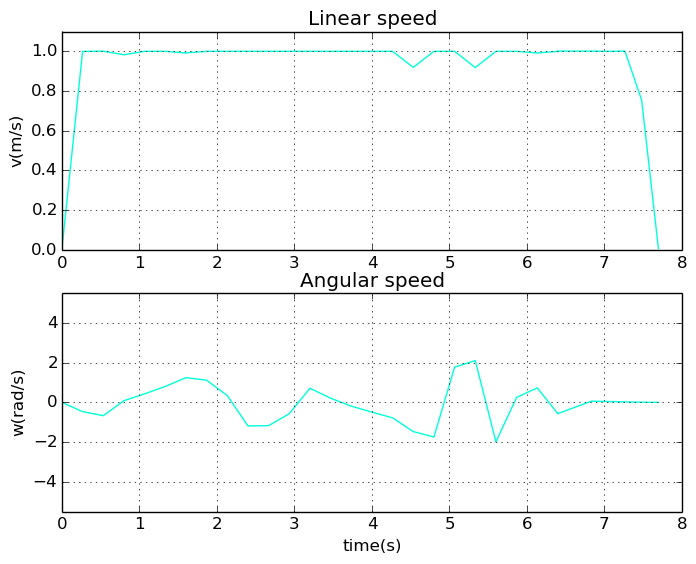 Linear speed
1.0
0.8
0.6
0.4
0.2
0.0
v(m/s)
0 1 2 3 4 5 6 7 8
Angular speed
4
2
0
−2
−4
w(rad/s)
0 1 2 3 4 5 6 7 8
time(s)